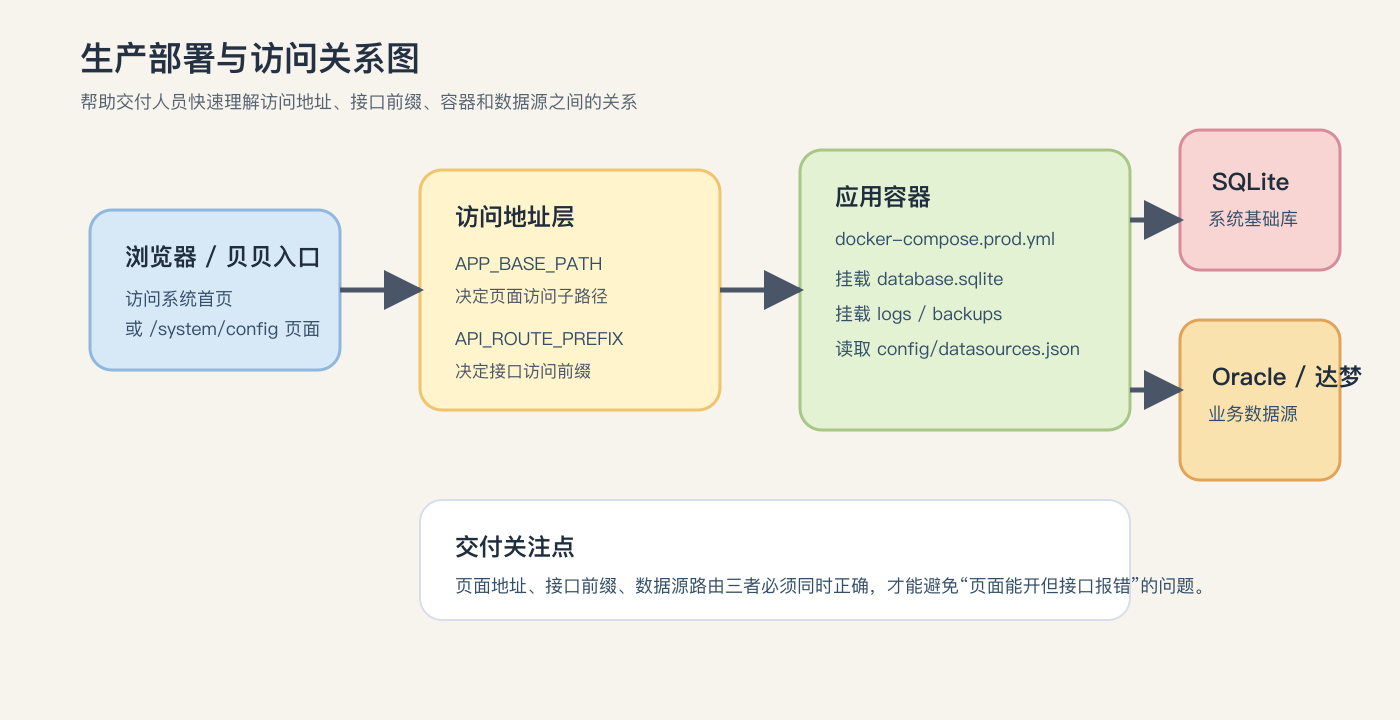 生产部署与访问关系图
帮助交付人员快速理解访问地址、接口前缀、容器和数据源之间的关系
浏览器 / 贝贝入口
访问系统首页
或 /system/config 页面
访问地址层
APP_BASE_PATH
决定页面访问子路径
API_ROUTE_PREFIX
决定接口访问前缀
应用容器
docker-compose.prod.yml
挂载 database.sqlite
挂载 logs / backups
读取 config/datasources.json
SQLite
系统基础库
Oracle / 达梦
业务数据源
交付关注点
页面地址、接口前缀、数据源路由三者必须同时正确，才能避免“页面能开但接口报错”的问题。